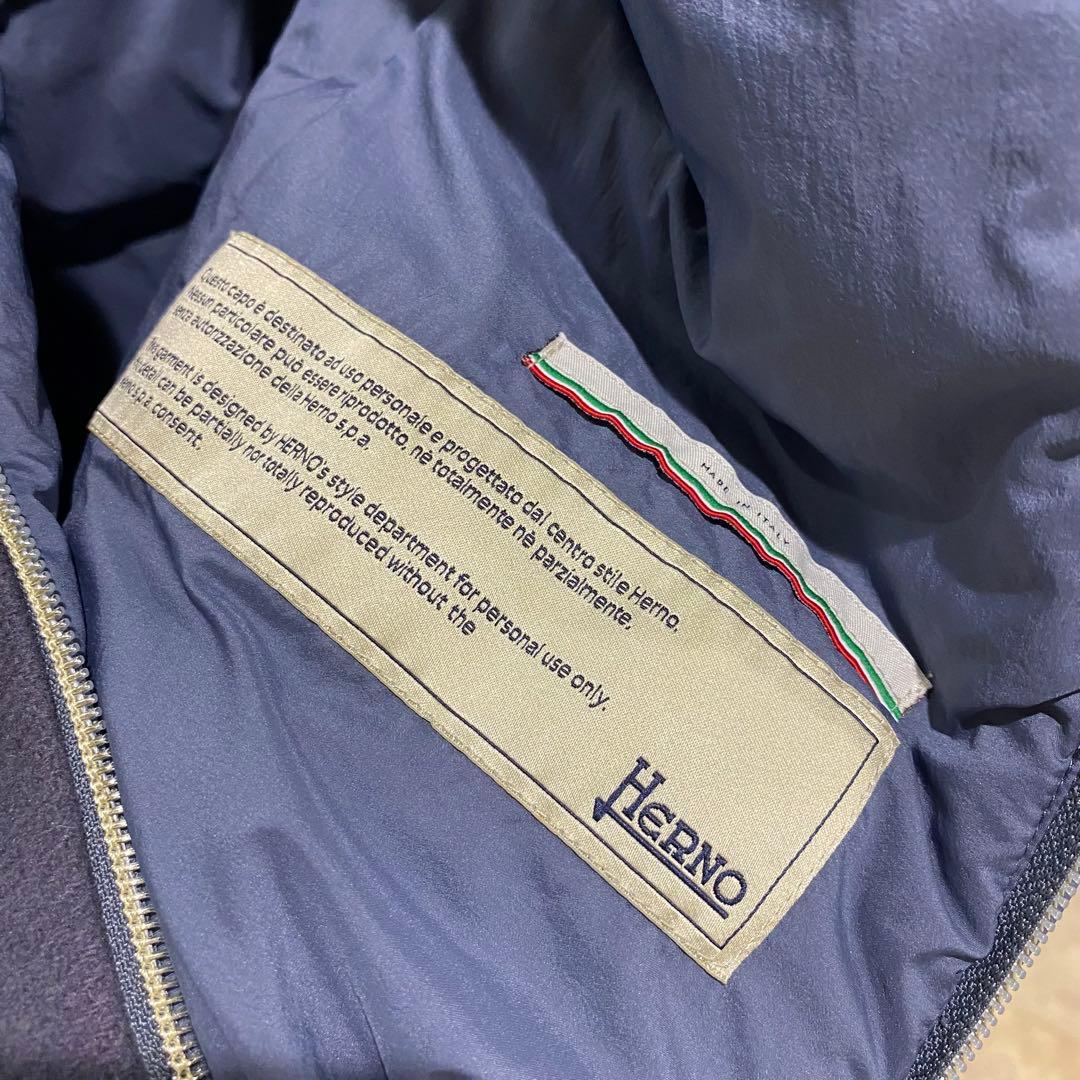 Questo capo è destinato ad uso personale e progettato dal centro stile Herno.
Nessun particolare può essere riprodotto, nè totalmente nè parzialmente,
senza autorizzazione della Herno s.p.a.
garment is designed by HERNO's style department for personal use only.
detail can be partially nor totally reproduced without the
Herno s.p.a. consent.
HERNO
MADE IN ITALY